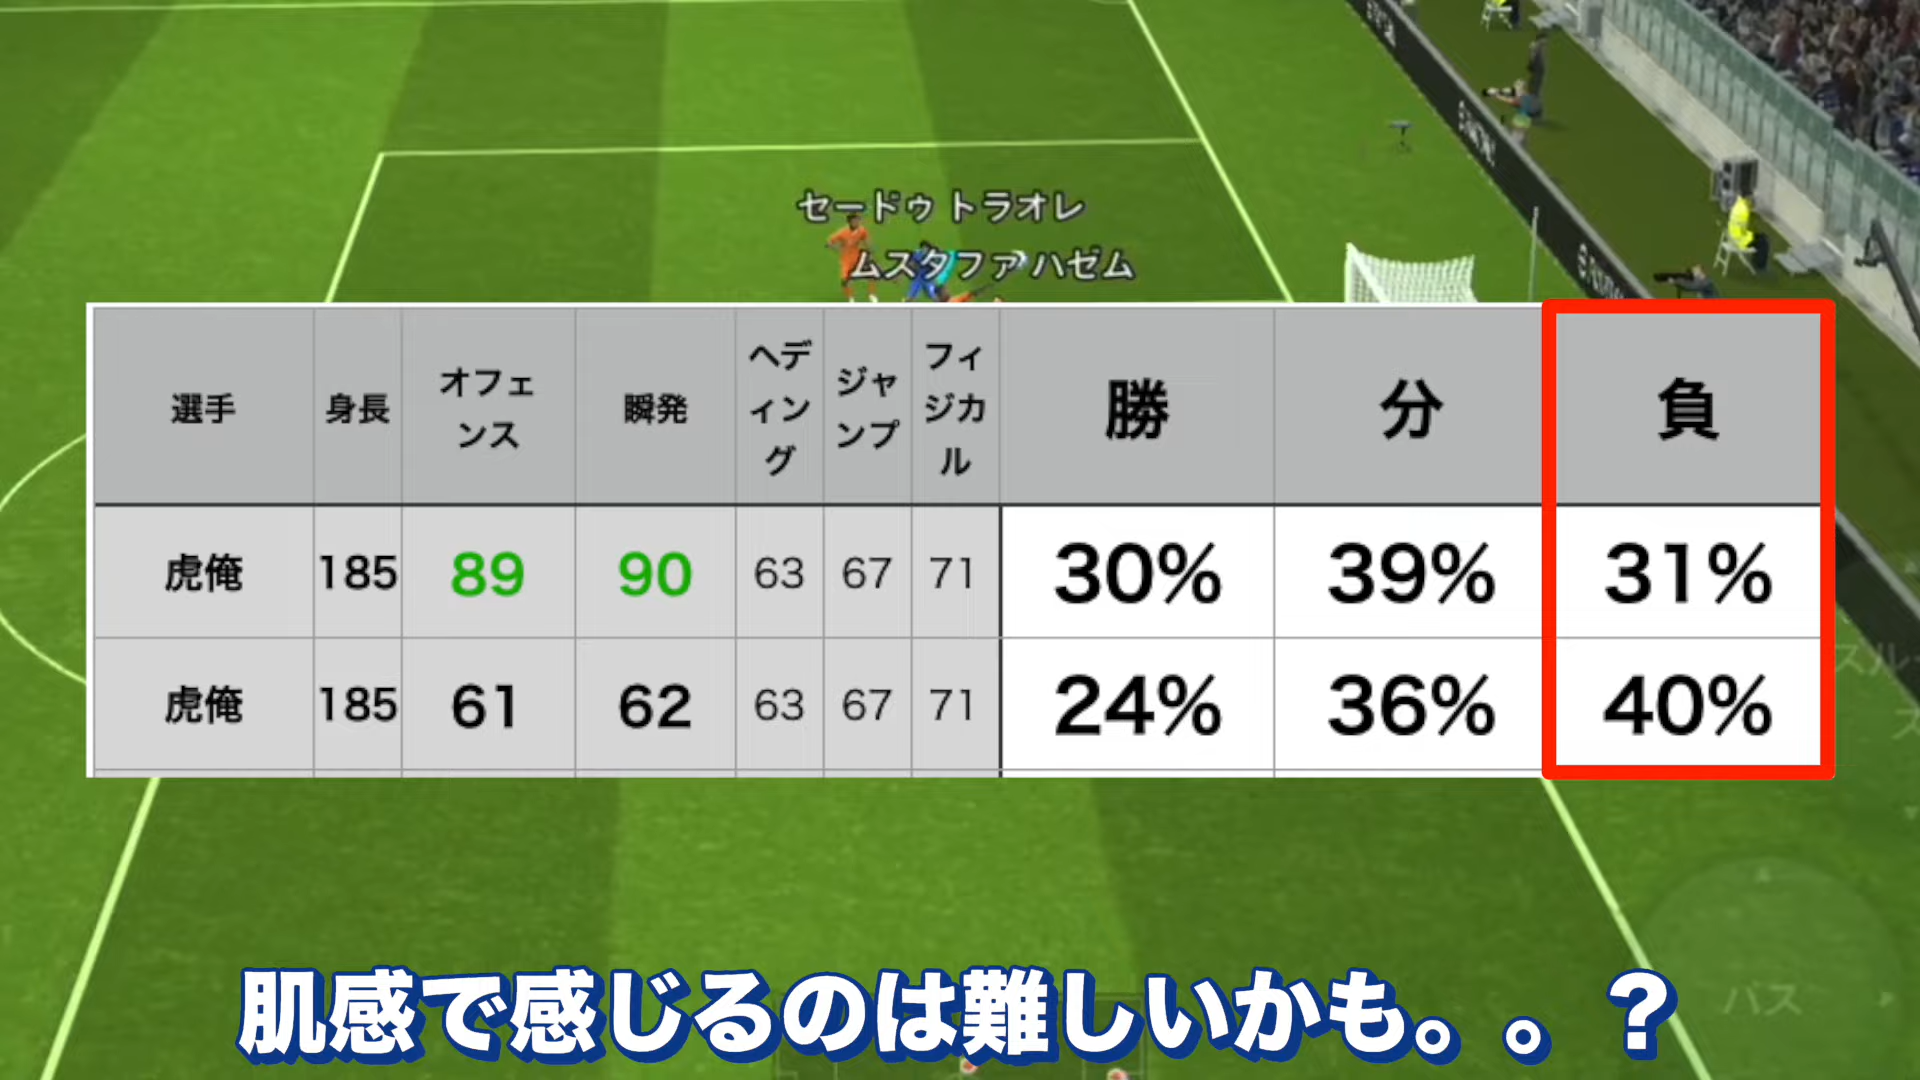 セードゥ トラオレ
ムスタファ ハゼム
選手 身長 オフェンス 瞬発 ヘディング ジャンプ フィジカル 勝 分 負
虎俺 185 89 90 63 67 71 30% 39% 31%
虎俺 185 61 62 63 67 71 24% 36% 40%
パス
肌感で感じるのは難しいかも。。?